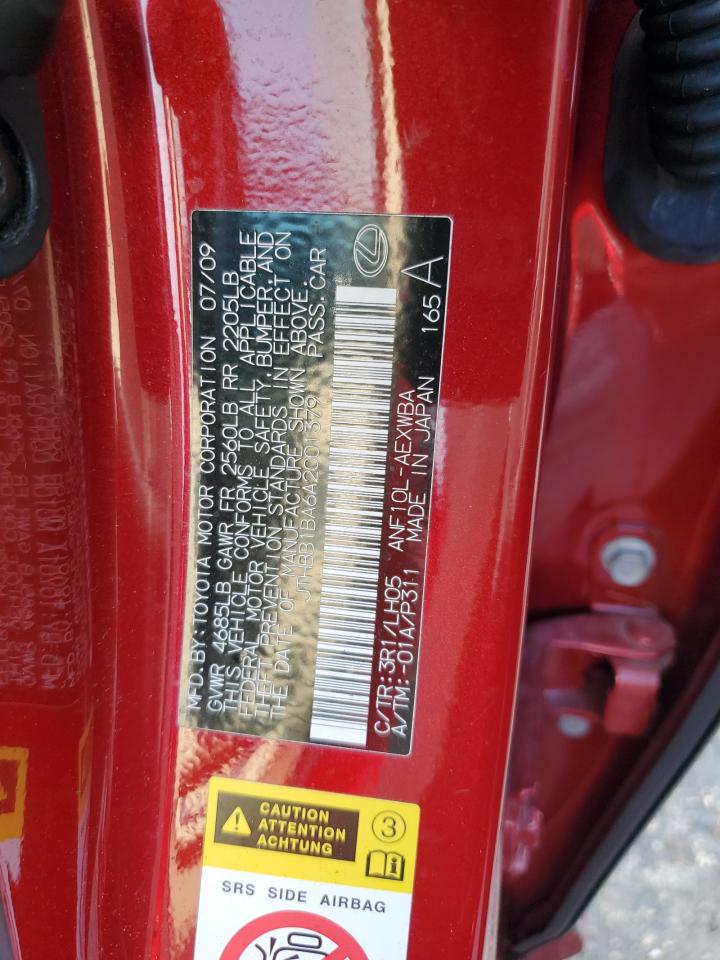 MFD.BY:TOYOTA MOTOR CORPORATION 07/09
GVWR 4685LB GAWR FR 2560LB RR 2205LB
THIS VEHICLE CONFORMS TO ALL APPLICABLE
FEDERAL MOTOR VEHICLE SAFETY, BUMPER, AND
THEFT PREVENTION STANDARDS IN EFFECT ON
THE DATE OF MANUFACTURE SHOWN ABOVE.
JTHBB1BA6A2001379 PASS. CAR
C/TR:3R1/LH05 ANF10L-AEXWBA
A/TM:-01A/P311 MADE IN JAPAN 165 A
CAUTION
ATTENTION
ACHTUNG
3
SRS SIDE AIRBAG